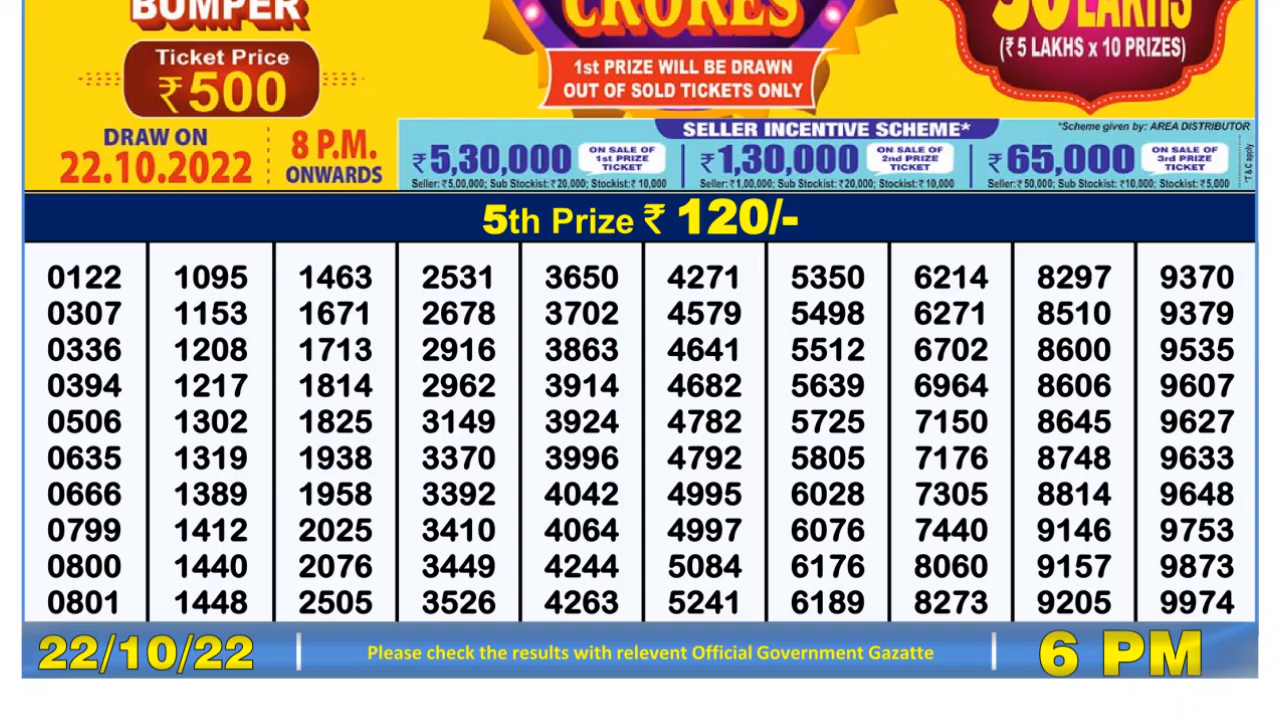 BUMPER
Ticket Price
₹500
DRAW ON
22.10.2022
8 P.M.
ONWARDS
CRORES
1st PRIZE WILL BE DRAWN
OUT OF SOLD TICKETS ONLY
50 LAKHS
(₹ 5 LAKHS x 10 PRIZES)
SELLER INCENTIVE SCHEME*
*Scheme given by: AREA DISTRIBUTOR
₹ 5,30,000 ON SALE OF 1st PRIZE TICKET
Seller: ₹ 5,00,000; Sub Stockist: ₹ 20,000; Stockist: ₹ 10,000
₹ 1,30,000 ON SALE OF 2nd PRIZE TICKET
Seller: ₹ 1,00,000; Sub Stockist: ₹20,000; Stockist: ₹ 10,000
₹ 65,000 ON SALE OF 3rd PRIZE TICKET
Seller: ₹ 50,000; Sub Stockist: ₹10,000; Stockist: ₹5,000
*T & C apply
5th Prize ₹ 120/-
0122 1095 1463 2531 3650 4271 5350 6214 8297 9370
0307 1153 1671 2678 3702 4579 5498 6271 8510 9379
0336 1208 1713 2916 3863 4641 5512 6702 8600 9535
0394 1217 1814 2962 3914 4682 5639 6964 8606 9607
0506 1302 1825 3149 3924 4782 5725 7150 8645 9627
0635 1319 1938 3370 3996 4792 5805 7176 8748 9633
0666 1389 1958 3392 4042 4995 6028 7305 8814 9648
0799 1412 2025 3410 4064 4997 6076 7440 9146 9753
0800 1440 2076 3449 4244 5084 6176 8060 9157 9873
0801 1448 2505 3526 4263 5241 6189 8273 9205 9974
22/10/22 Please check the results with relevent Official Government Gazatte 6 PM